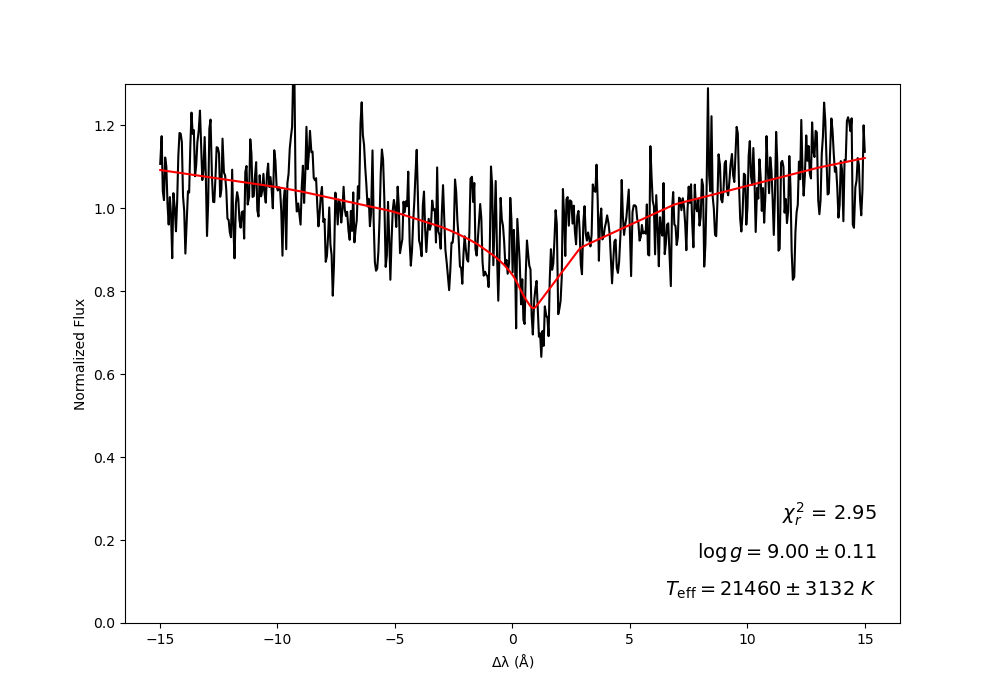 1.2
1.0
0.8
0.6
0.4
0.2
0.0
Normalized Flux
χ²ᵣ = 2.95
log g = 9.00 ± 0.11
T_eff = 21460 ± 3132 K
−15 −10 −5 0 5 10 15
Δλ (Å)